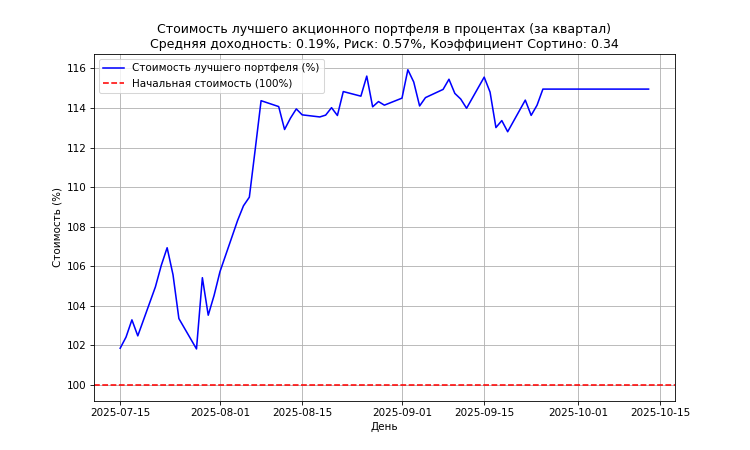 Стоимость лучшего акционного портфеля в процентах (за квартал)
Средняя доходность: 0.19%, Риск: 0.57%, Коэффициент Сортино: 0.34
Стоимость лучшего портфеля (%)
Начальная стоимость (100%)
Стоимость (%)
116
114
112
110
108
106
104
102
100
2025-07-15
2025-08-01
2025-08-15
2025-09-01
2025-09-15
2025-10-01
2025-10-15
День